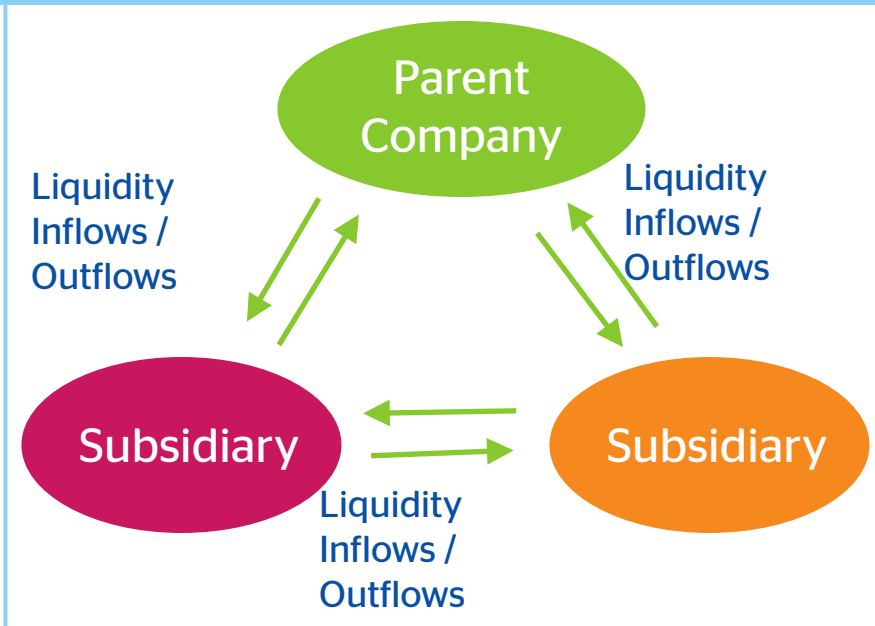 Parent
Company
Liquidity
Inflows /
Outflows
Liquidity
Inflows /
Outflows
Subsidiary
Subsidiary
Liquidity
Inflows /
Outflows